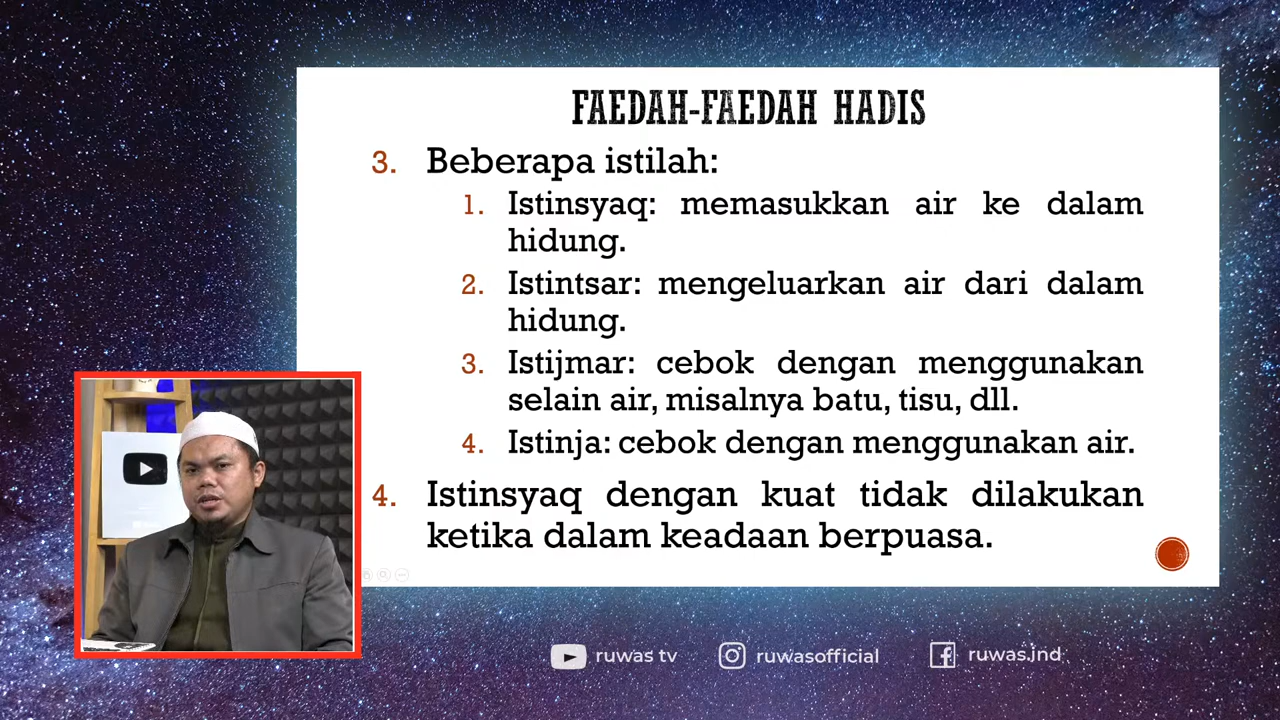 FAEDAH-FAEDAH HADIS
3. Beberapa istilah:
1. Istinsyaq: memasukkan air ke dalam
hidung.
2. Istintsar: mengeluarkan air dari dalam
hidung.
3. Istijmar: cebok dengan menggunakan
selain air, misalnya batu, tisu, dll.
4. Istinja: cebok dengan menggunakan air.
4. Istinsyaq dengan kuat tidak dilakukan
ketika dalam keadaan berpuasa.
ruwas tv
ruwasofficial
ruwas.jnd